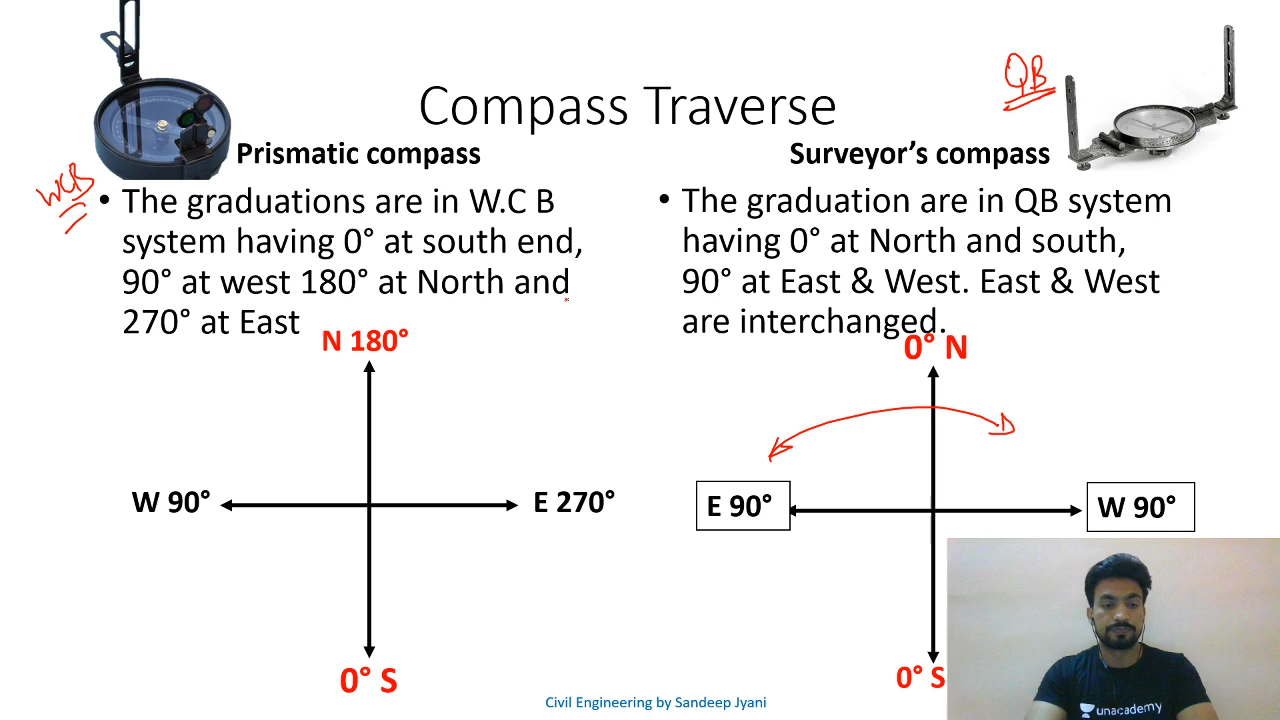 QB
Compass Traverse
Prismatic compass
WCB
• The graduations are in W.C B
system having 0° at south end,
90° at west 180° at North and
270° at East
N 180°
W 90°
E 270°
0° S
Surveyor’s compass
• The graduation are in QB system
having 0° at North and south,
90° at East & West. East & West
are interchanged.
0° N
E 90°
W 90°
0° S
unacademy
Civil Engineering by Sandeep Jyani